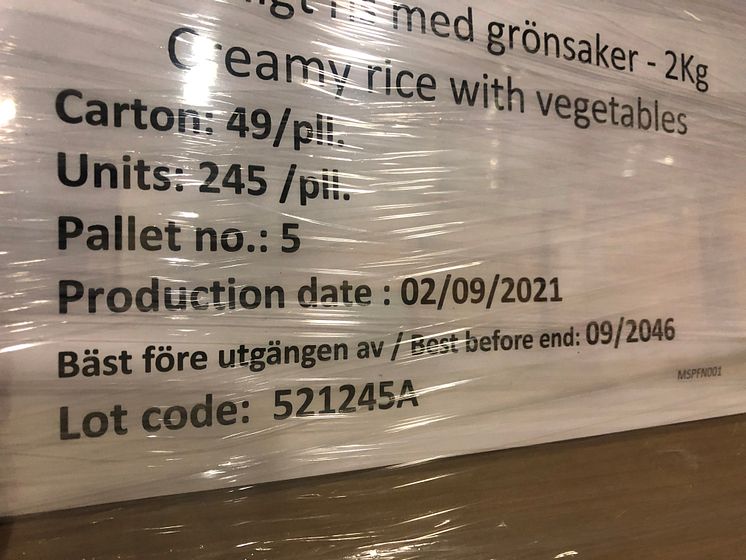 med grönsaker - 2Kg
Creamy rice with vegetables
Carton: 49/pll.
Units: 245 /pll.
Pallet no.: 5
Production date : 02/09/2021
Bäst före utgången av / Best before end: 09/2046
MSPFN001
Lot code: 521245A